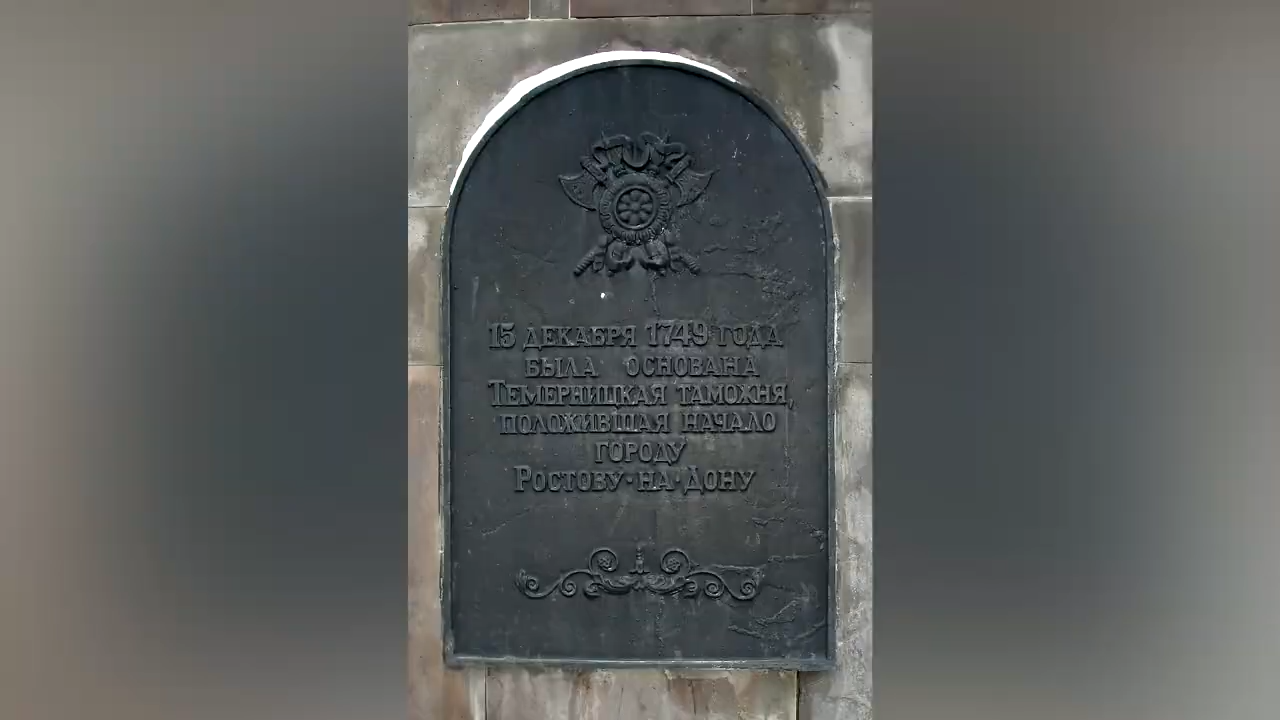 15 ДЕКАБРЯ 1749 ГОДА
БЫЛА ОСНОВАНА
ТЕМЕРНИЦКАЯ ТАМОЖНЯ,
ПОЛОЖИВШАЯ НАЧАЛО
ГОРОДУ
РОСТОВУ·НА·ДОНУ